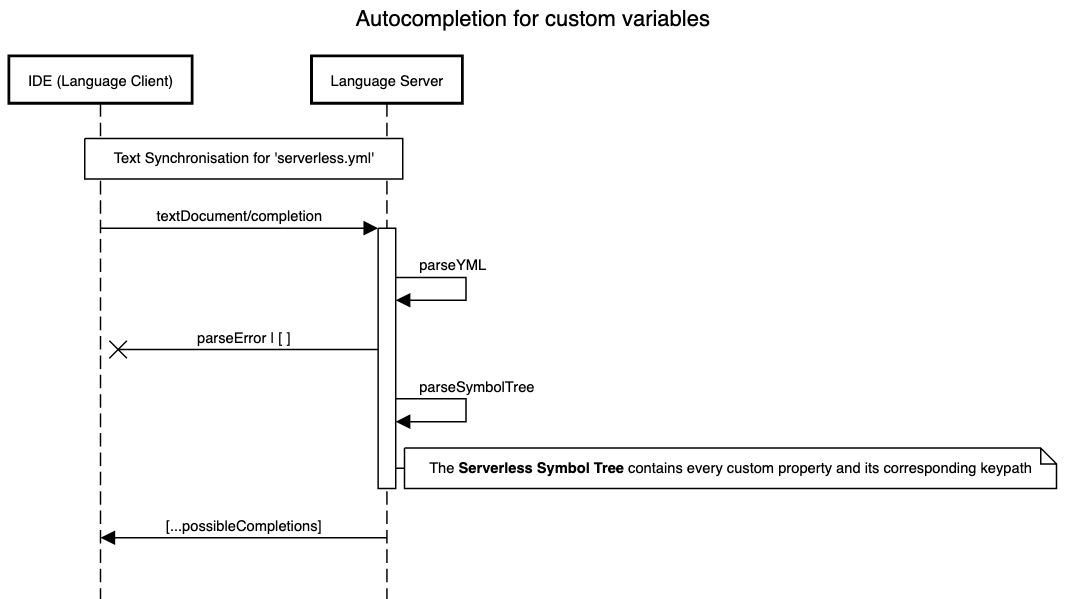 Autocompletion for custom variables
IDE (Language Client)
Language Server
Text Synchronisation for 'serverless.yml'
textDocument/completion
parseYML
parseError | [ ]
parseSymbolTree
The Serverless Symbol Tree contains every custom property and its corresponding keypath
[...possibleCompletions]